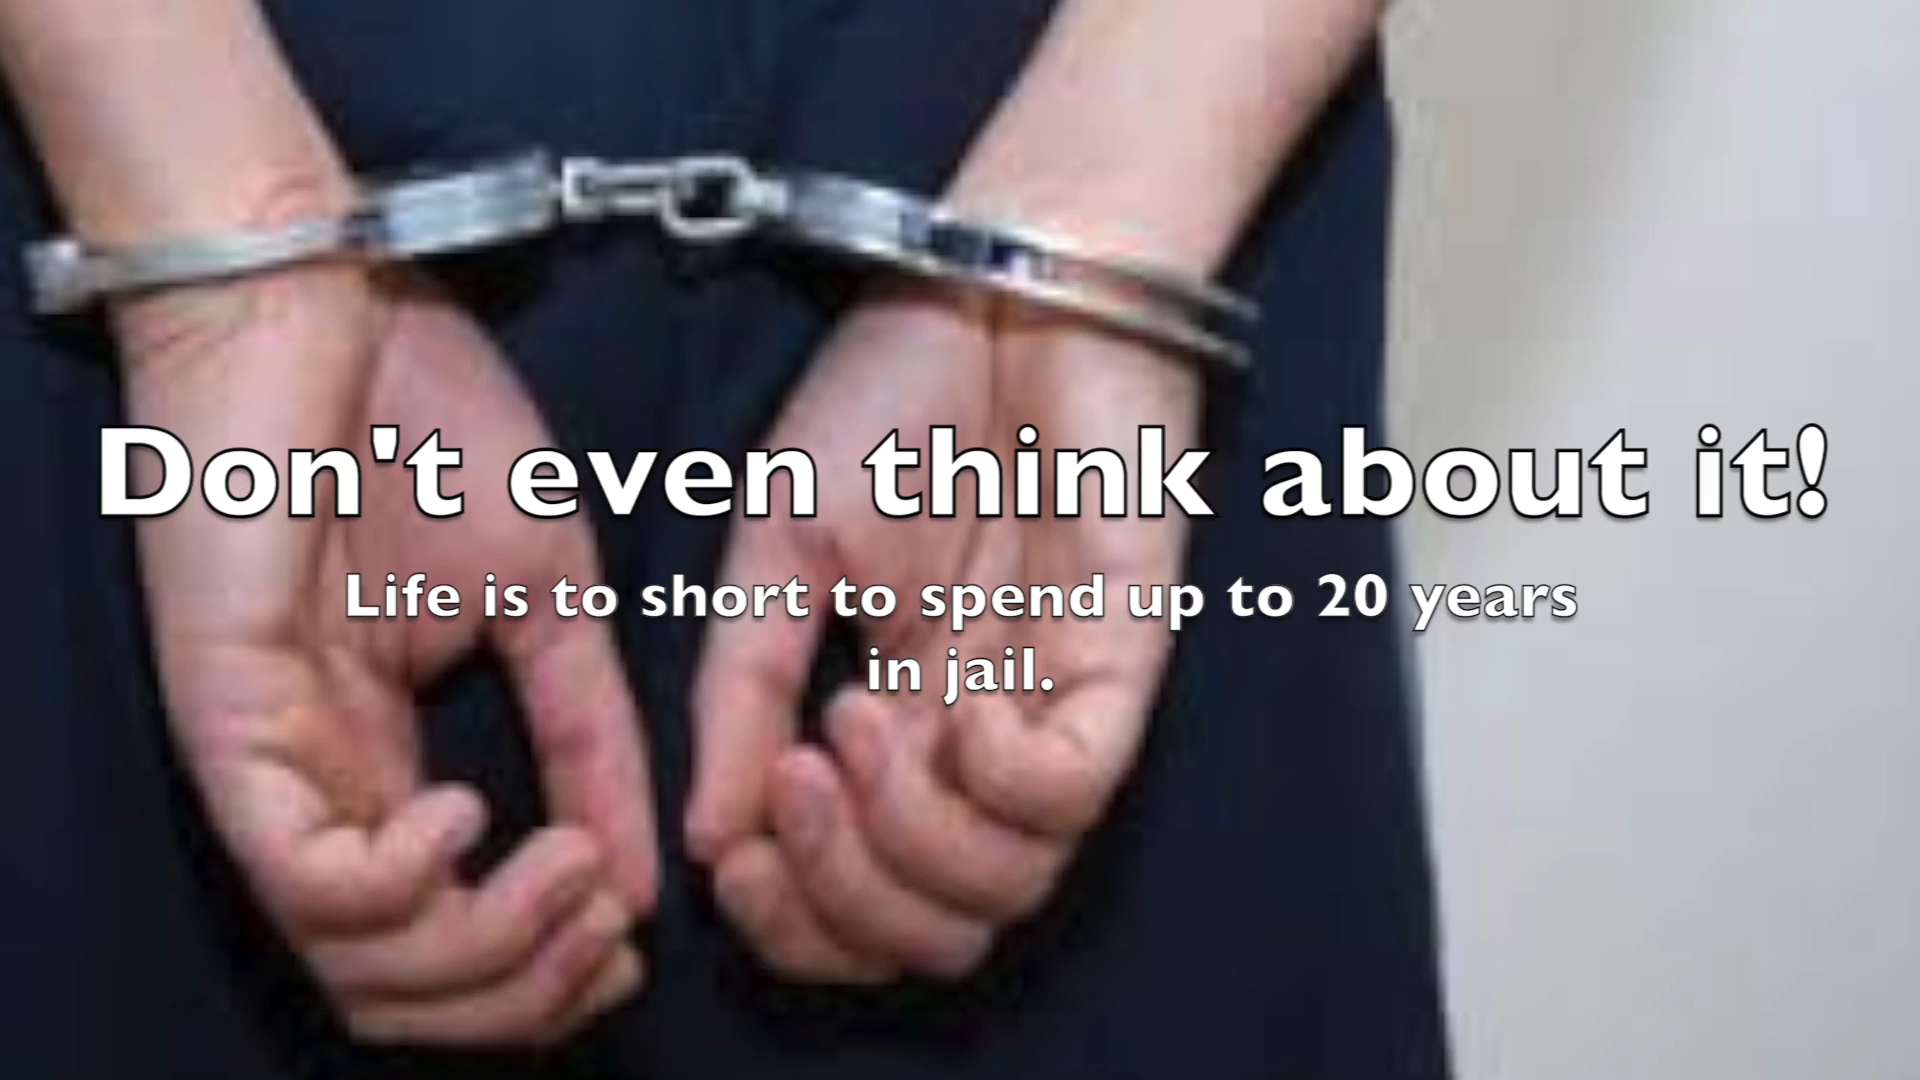 Don't even think about it!
Life is to short to spend up to 20 years
in jail.